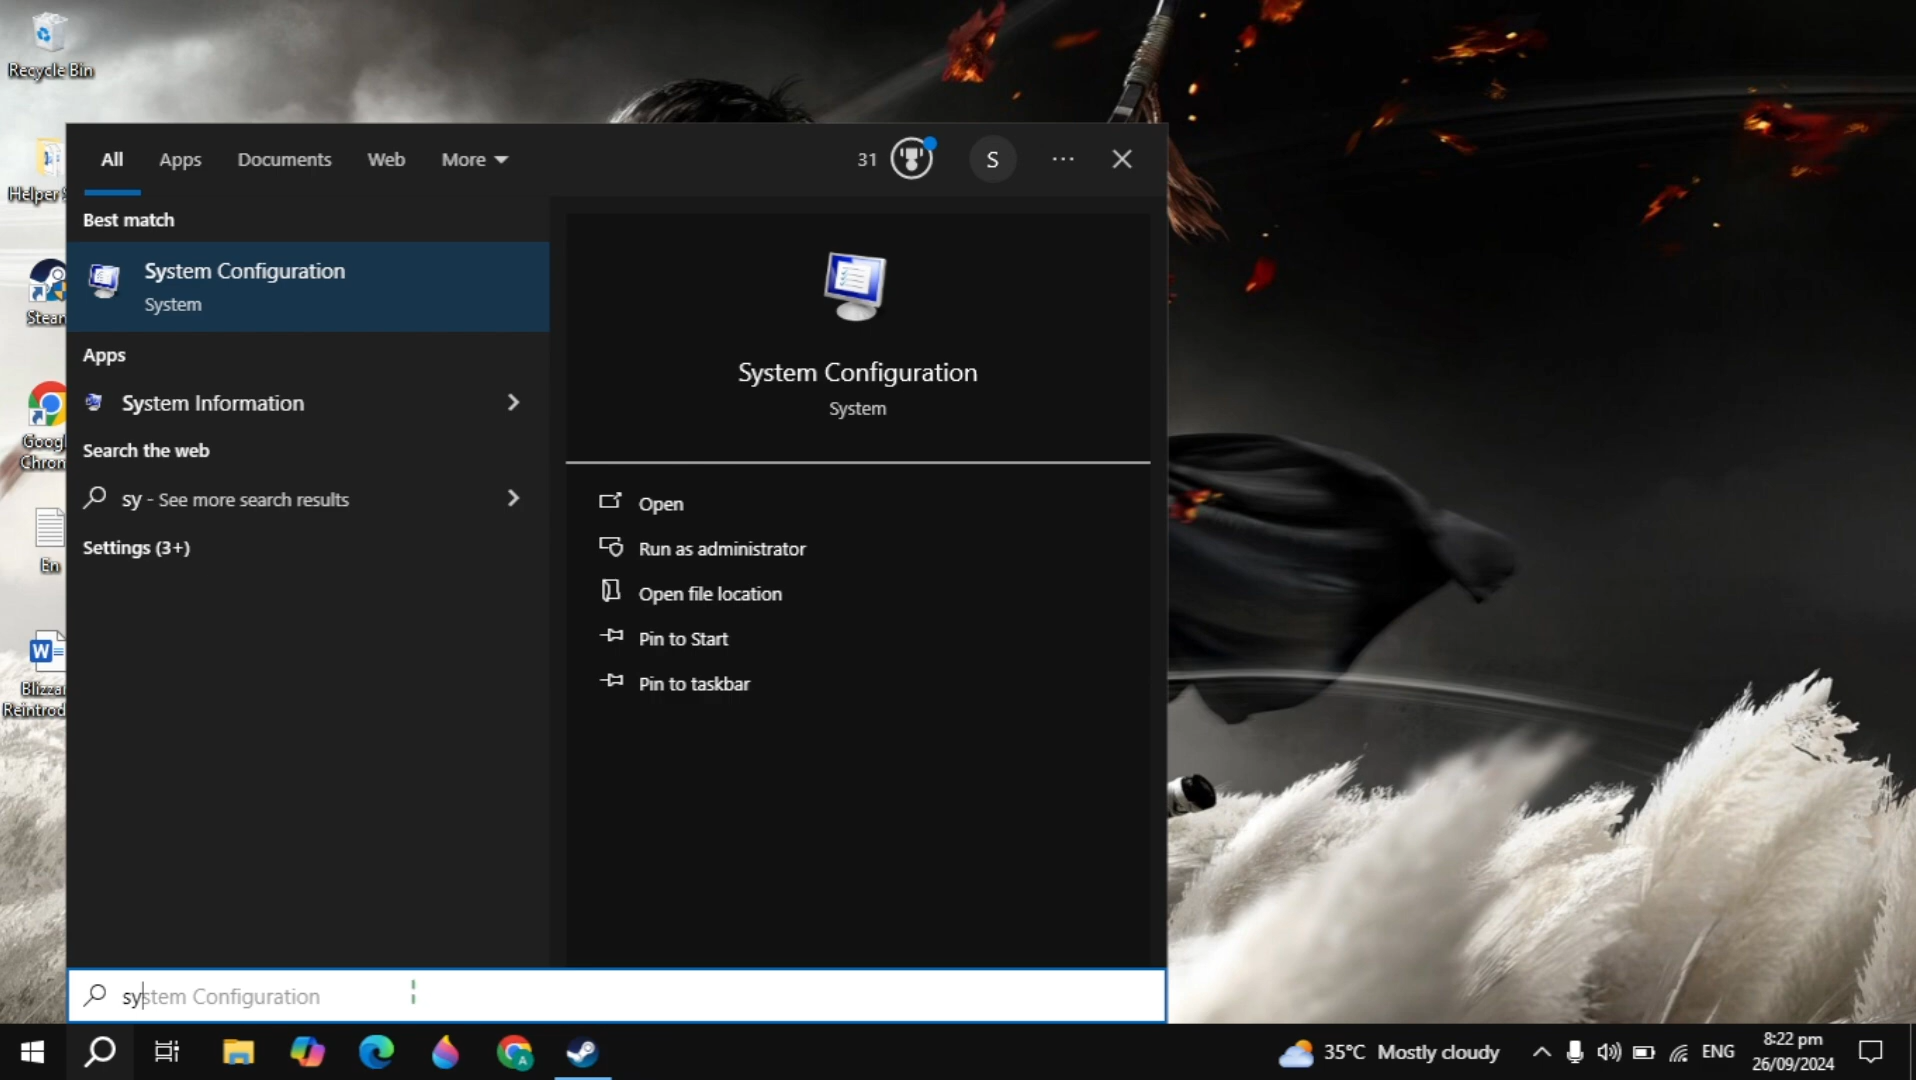 Recycle Bin
Helper S
Steam
Googl
Chrom
En
Blizzar
Reintrod
All
Apps
Documents
Web
More
31
S
Best match
System Configuration
System
Apps
System Information
Search the web
sy - See more search results
Settings (3+)
System Configuration
System
Open
Run as administrator
Open file location
Pin to Start
Pin to taskbar
system Configuration
A
35°C Mostly cloudy
ENG
8:22 pm
26/09/2024